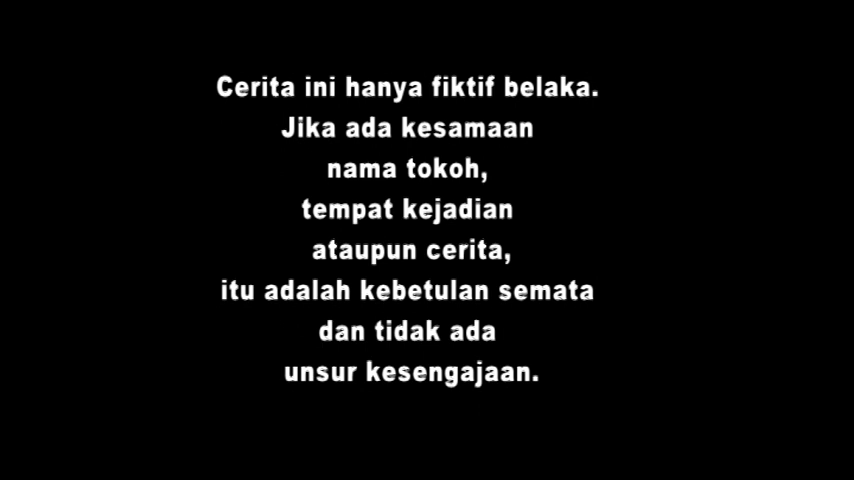 Cerita ini hanya fiktif belaka.
Jika ada kesamaan
nama tokoh,
tempat kejadian
ataupun cerita,
itu adalah kebetulan semata
dan tidak ada
unsur kesengajaan.